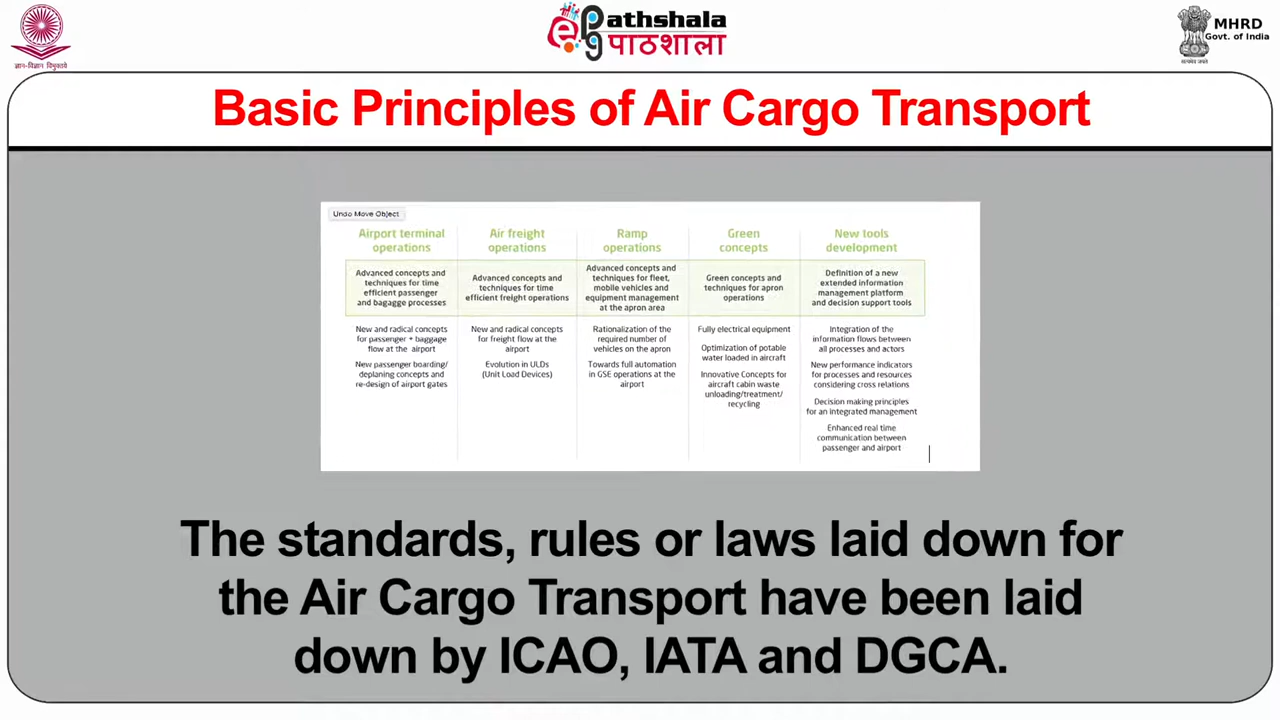 ज्ञान-विज्ञान विमुक्तये
ePG Pathshala
पाठशाला
MHRD
Govt. of India
सत्यमेव जयते
Basic Principles of Air Cargo Transport
Undo Move Object
Airport terminal
operations
Advanced concepts and
techniques for time
efficient passenger
and bagagge processes
New and radical concepts
for passenger + baggage
flow at the airport
New passenger boarding/
deplaning concepts and
re-design of airport gates
Air freight
operations
Advanced concepts and
techniques for time
efficient freight operations
New and radical concepts
for freight flow at the
airport
Evolution in ULDs
(Unit Load Devices)
Ramp
operations
Advanced concepts and
techniques for fleet,
mobile vehicles and
equipment management
at the apron area
Rationalization of the
required number of
vehicles on the apron
Towards full automation
in GSE operations at the
airport
Green
concepts
Green concepts and
techniques for apron
operations
Fully electrical equipment
Optimization of potable
water loaded in aircraft
Innovative Concepts for
aircraft cabin waste
unloading/treatment/
recycling
New tools
development
Definition of a new
extended information
management platform
and decision support tools
Integration of the
information flows between
all processes and actors
New performance indicators
for processes and resources
considering cross relations
Decision making principles
for an integrated management
Enhanced real time
communication between
passenger and airport
The standards, rules or laws laid down for
the Air Cargo Transport have been laid
down by ICAO, IATA and DGCA.